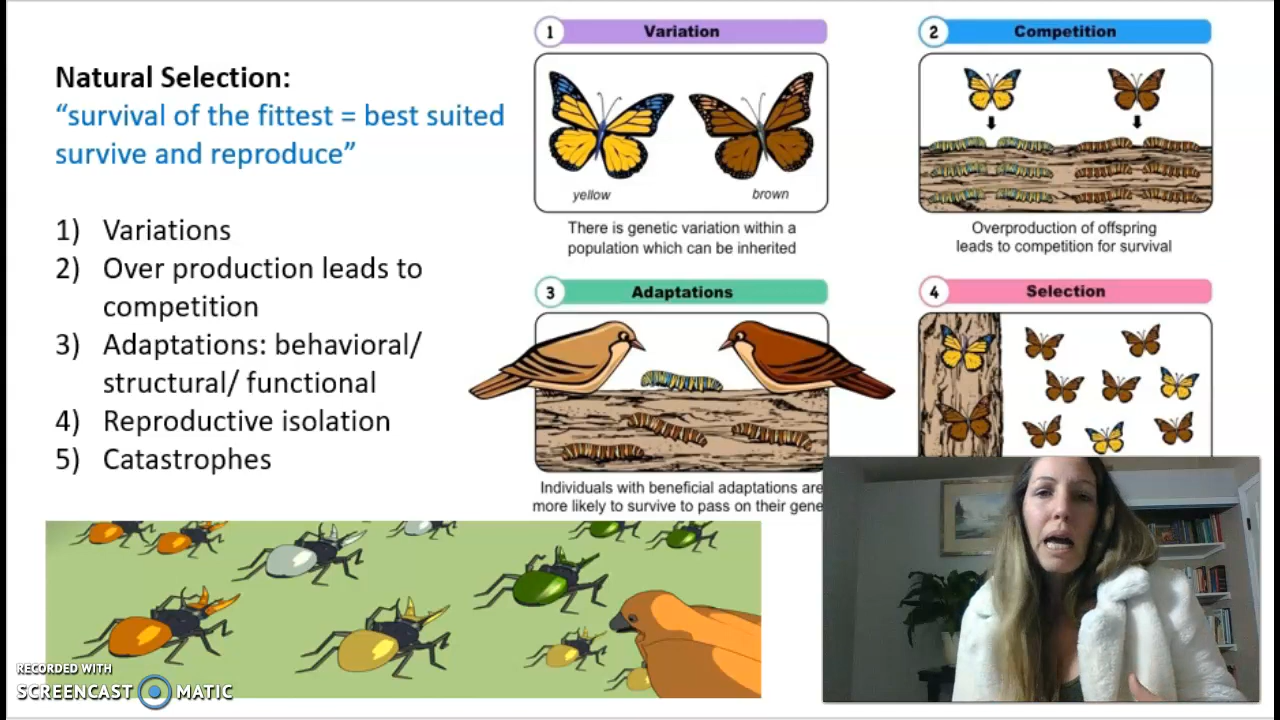 Natural Selection:
“survival of the fittest = best suited
survive and reproduce”
1) Variations
2) Over production leads to
competition
3) Adaptations: behavioral/
structural/ functional
4) Reproductive isolation
5) Catastrophes
1 Variation
yellow
brown
There is genetic variation within a
population which can be inherited
2 Competition
Overproduction of offspring
leads to competition for survival
3 Adaptations
Individuals with beneficial adaptations are
more likely to survive to pass on their gene
4 Selection
RECORDED WITH
SCREENCAST MATIC